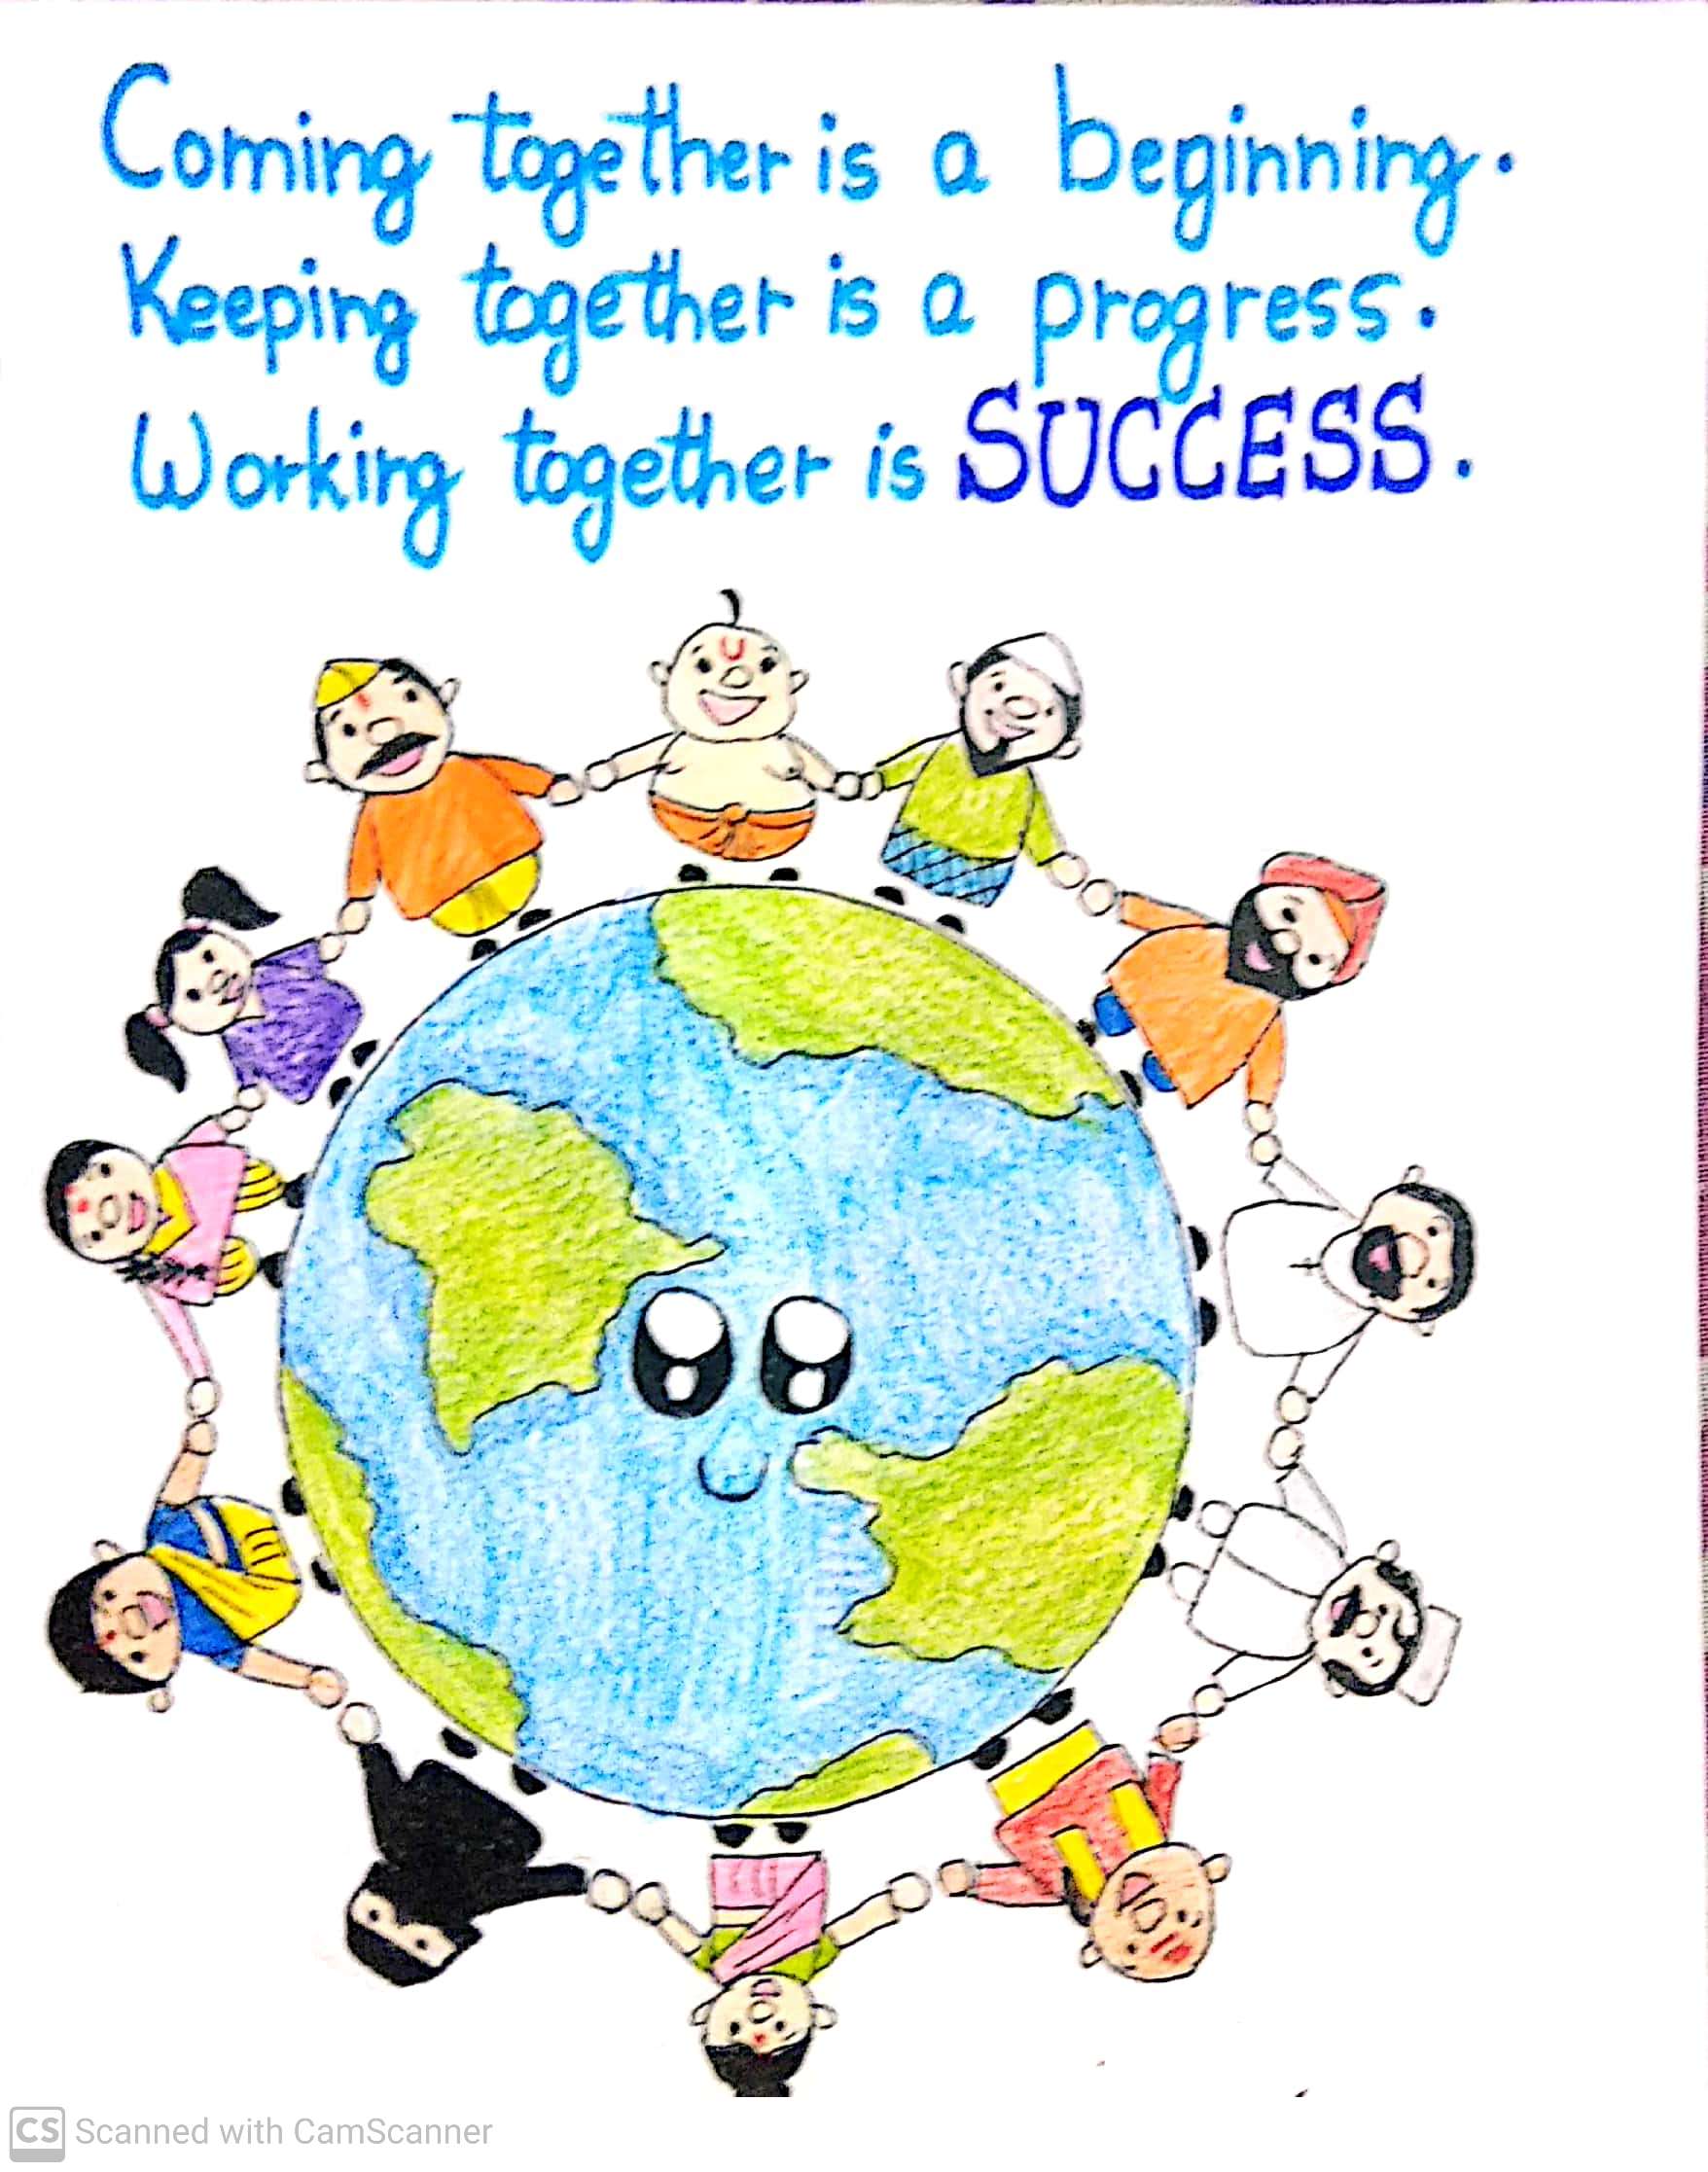 Coming together is a beginning.
Keeping together is a progress.
Working together is SUCCESS.
CS Scanned with CamScanner